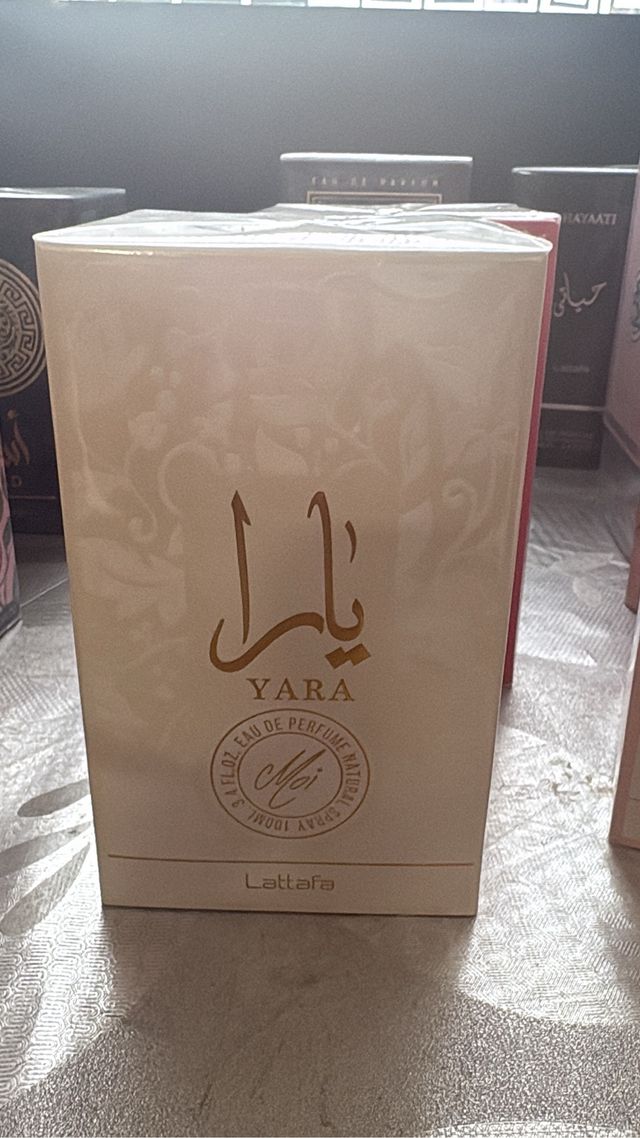 EAU DE PARFUM
HAYAATI
حياتي
Lattafa
يارا
YARA
EAU DE PERFUME NATURAL SPRAY 100ML 3.4 FL.OZ.
Moi
Lattafa